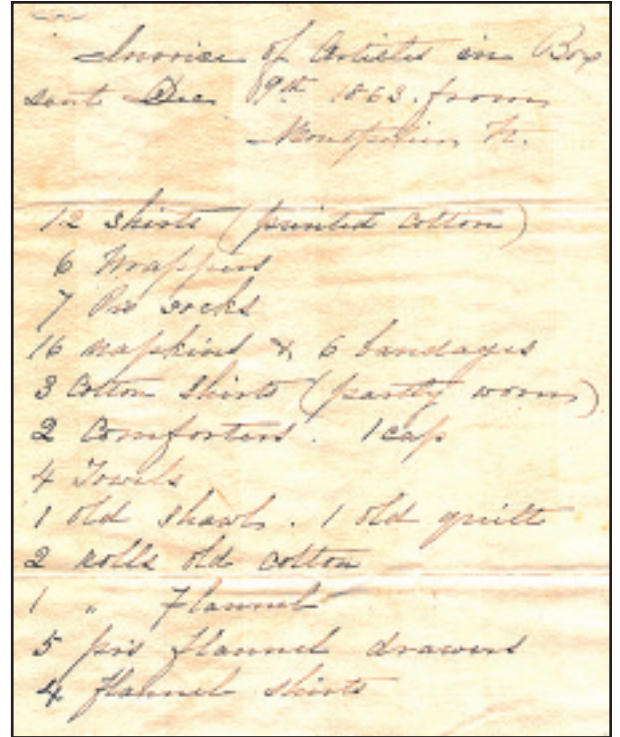 Invoice of Articles in Box
sent Dec 9th 1863. from
Montpelier Vt.
12 Shirts (printed cotton)
6 Wrappers
7 Prs socks
16 napkins & 6 bandages
3 Cotton Shirts (partly worn)
2 Comforters. 1 cap
4 Towels
1 old shawl. 1 old quilt
2 rolls old cotton
1 " Flannel
5 prs flannel drawers
4 flannel shirts